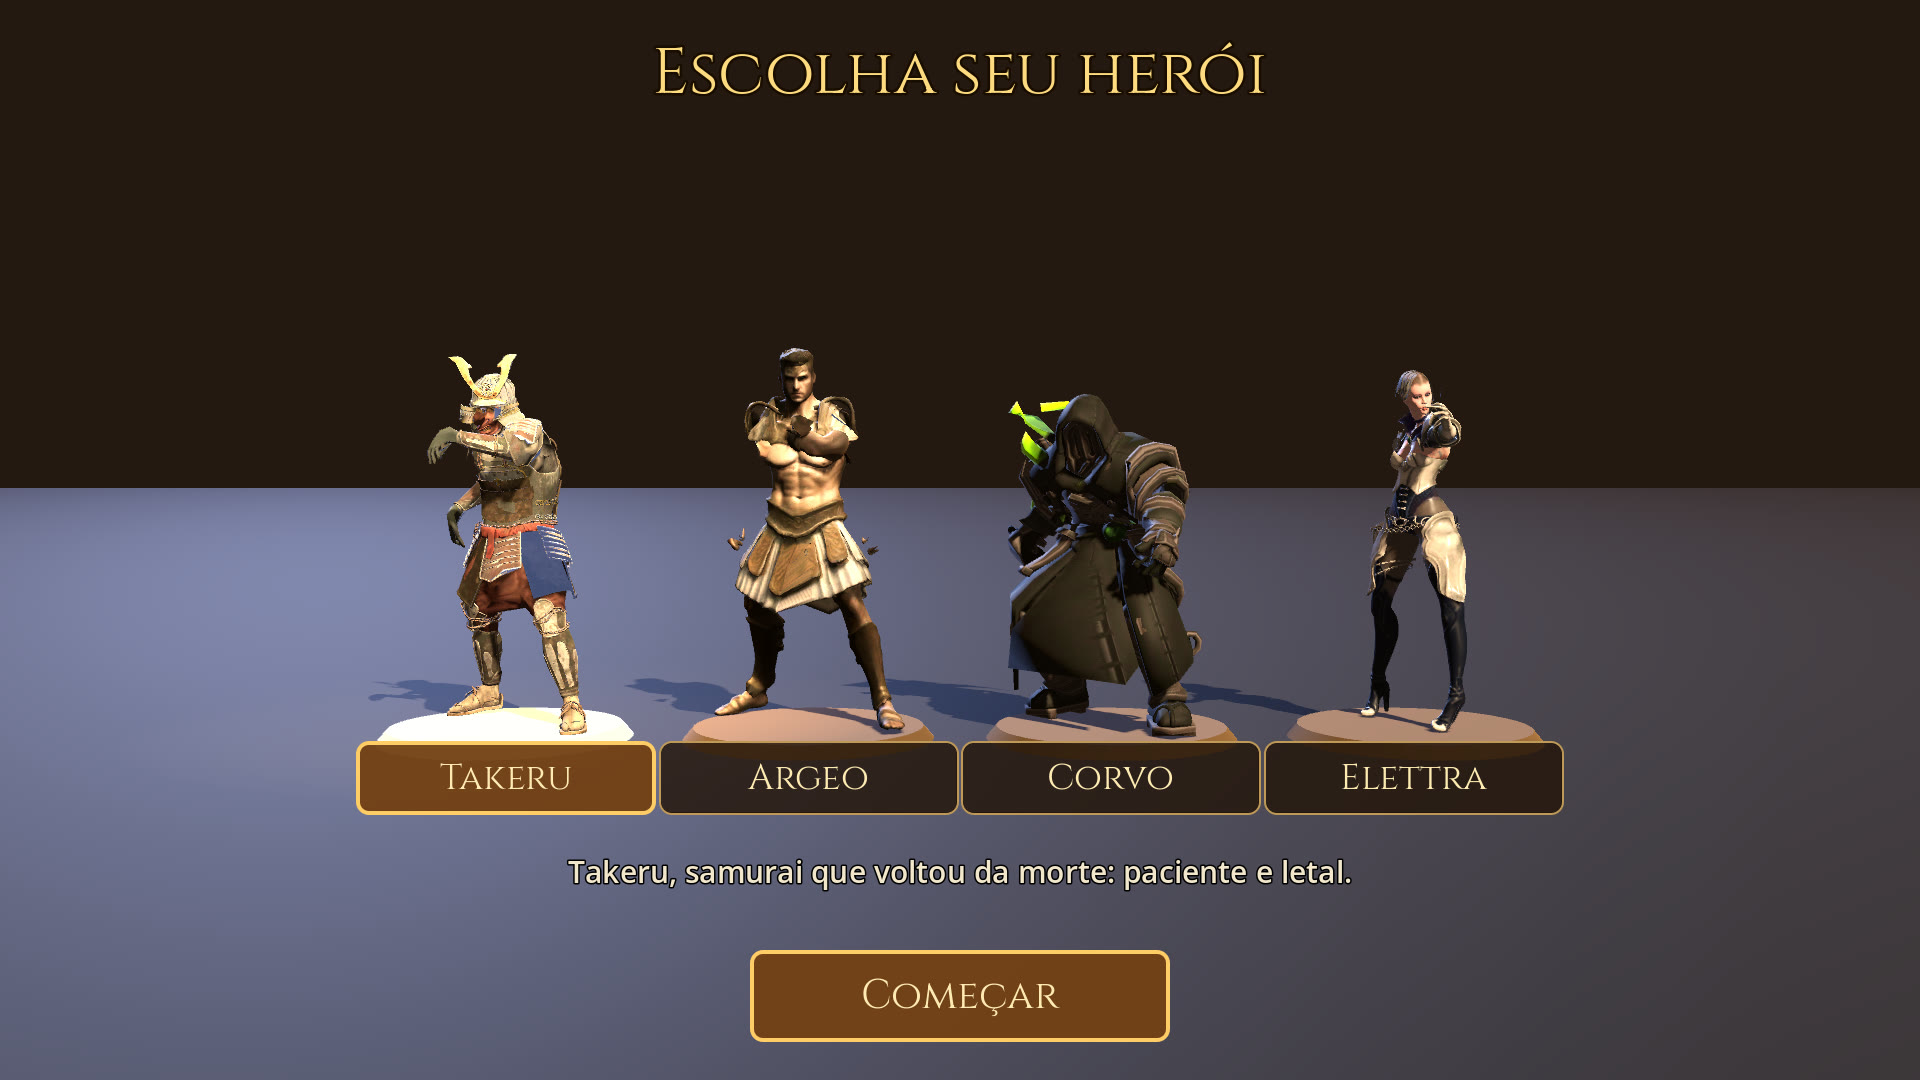 Escolha seu herói
Takeru
Argeo
Corvo
Elettra
Takeru, samurai que voltou da morte: paciente e letal.
Começar